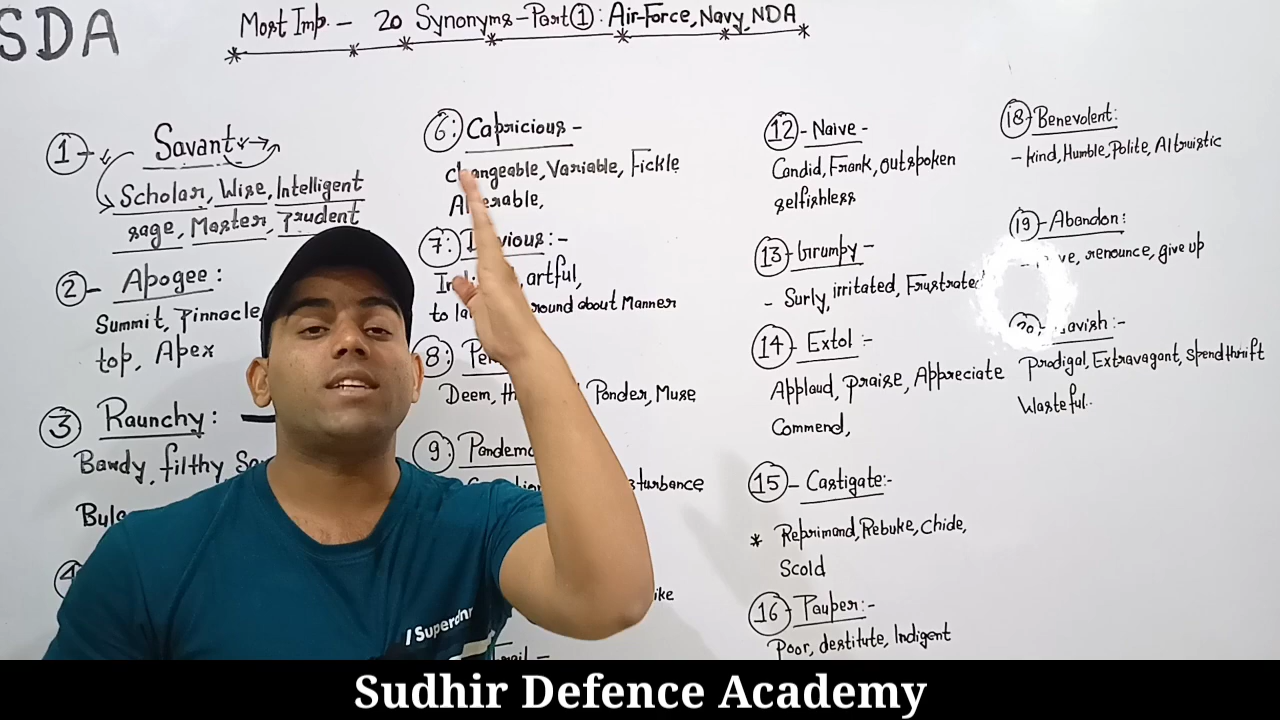 SDA
Most Imp. - 20 Synonyms-Part ①: Air-Force, Navy, NDA
① - Savant
Scholar, Wise, Intelligent
sage, Master, Prudent
② - Apogee:
Summit, Pinnacle,
top, Apex
③ Raunchy:
Bawdy, filthy
④
⑥: Capricious -
changeable, Variable, Fickle
⑦: :-
artful,
to about Manner
⑧:
Deem, Ponder, Muse
⑨:
⑫ - Naive -
Candid, Frank, outspoken
selfishless
⑬ - Grumpy -
- Surly, irritated, Frustrated
⑭ - Extol :-
Applaud, praise, Appreciate
Commend,
⑮ - Castigate:-
* Reprimand, Rebuke, Chide,
Scold
⑯ - Pauper:-
Poor, destitute, Indigent
⑱ Benevolent:
- kind, Humble, Polite, Altruistic
⑲ - Abandon:
renounce, give up
⑳ - :-
Prodigal, Extravagant, spendthrift
Wasteful..
Sudhir Defence Academy